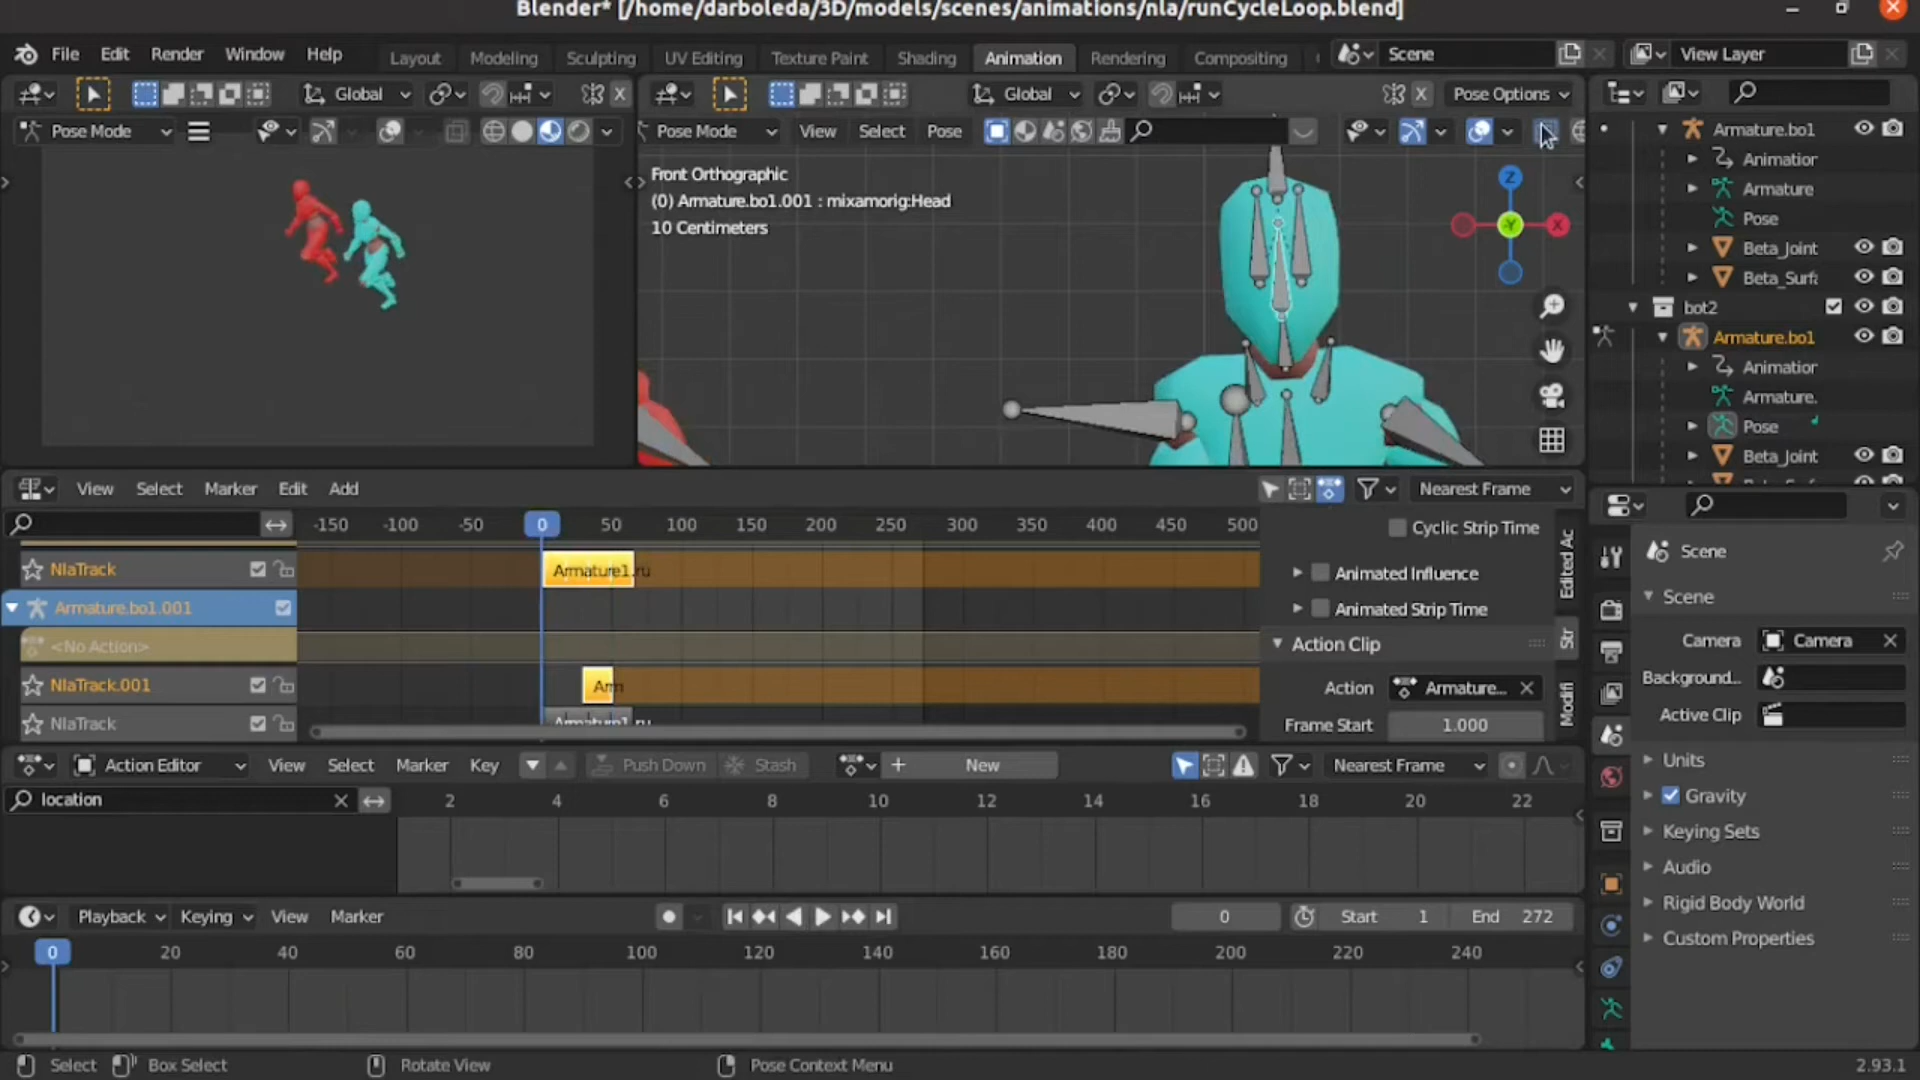 Blender* [/home/darboleda/3D/models/scenes/animations/nla/runCycleLoop.blend]
File Edit Render Window Help Layout Modeling Sculpting UV Editing Texture Paint Shading Animation Rendering Compositing Scene View Layer
Global Global Pose Options
Pose Mode Pose Mode View Select Pose
Front Orthographic
(0) Armature.bo1.001 : mixamorig:Head
10 Centimeters
Z
Y
X
Armature.bo1
Animation
Armature
Pose
Beta_Joint
Beta_Surf
bot2
Armature.bo1
Animation
Armature.
Pose
Beta_Joint
View Select Marker Edit Add Nearest Frame
-150 -100 -50 0 50 100 150 200 250 300 350 400 450 500
Cyclic Strip Time
NlaTrack Armature1.ru
Animated Influence
Armature.bo1.001
Animated Strip Time
<No Action>
Action Clip
NlaTrack.001 Arm
Action Armature...
NlaTrack Armature1.ru
Frame Start 1.000
Edited Ac
Str
Modifi
Action Editor View Select Marker Key Push Down Stash New Nearest Frame
location 2 4 6 8 10 12 14 16 18 20 22
Playback Keying View Marker 0 Start 1 End 272
0 20 40 60 80 100 120 140 160 180 200 220 240
Scene
Scene
Camera Camera
Background...
Active Clip
Units
Gravity
Keying Sets
Audio
Rigid Body World
Custom Properties
Select Box Select Rotate View Pose Context Menu 2.93.1